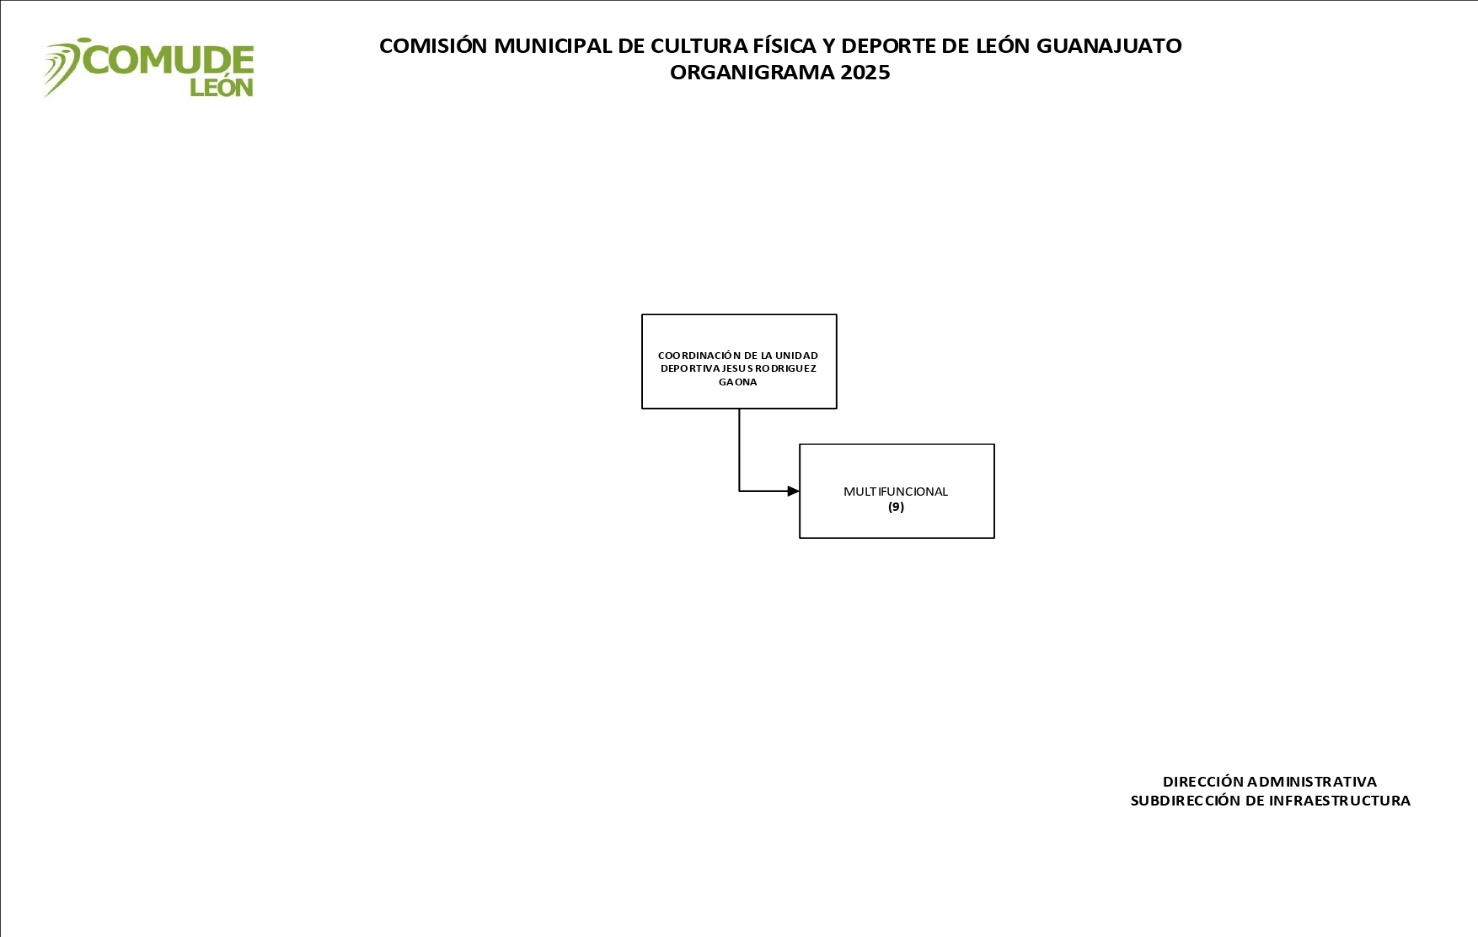 COMUDE
LEÓN
COMISIÓN MUNICIPAL DE CULTURA FÍSICA Y DEPORTE DE LEÓN GUANAJUATO
ORGANIGRAMA 2025
COORDINACIÓN DE LA UNIDAD
DEPORTIVA JESUS RODRIGUEZ
GAONA
MULTIFUNCIONAL
(9)
DIRECCIÓN ADMINISTRATIVA
SUBDIRECCIÓN DE INFRAESTRUCTURA